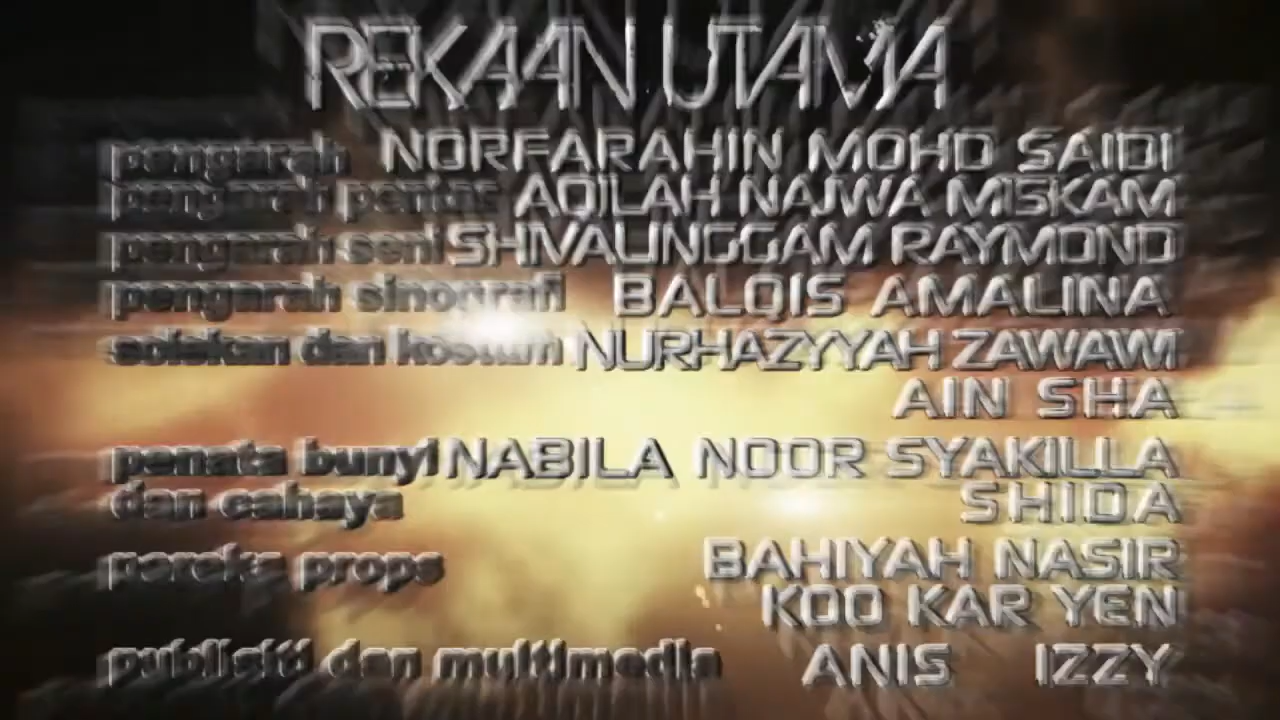 REKAAN UTAMA
pengarah NORFARAHIN MOHD SAIDI
pengarah pentas AQILAH NAJWA MISKAM
pengarah seni SHIVALINGGAM RAYMOND
pengarah sinografi BALQIS AMALINA
solekan dan kostum NURHAZYYAH ZAWAWI
AIN SHA
penata bunyi NABILA NOOR SYAKILLA
dan cahaya SHIDA
pereka props BAHIYAH NASIR
KOO KAR YEN
publisiti dan multimedia ANIS IZZY